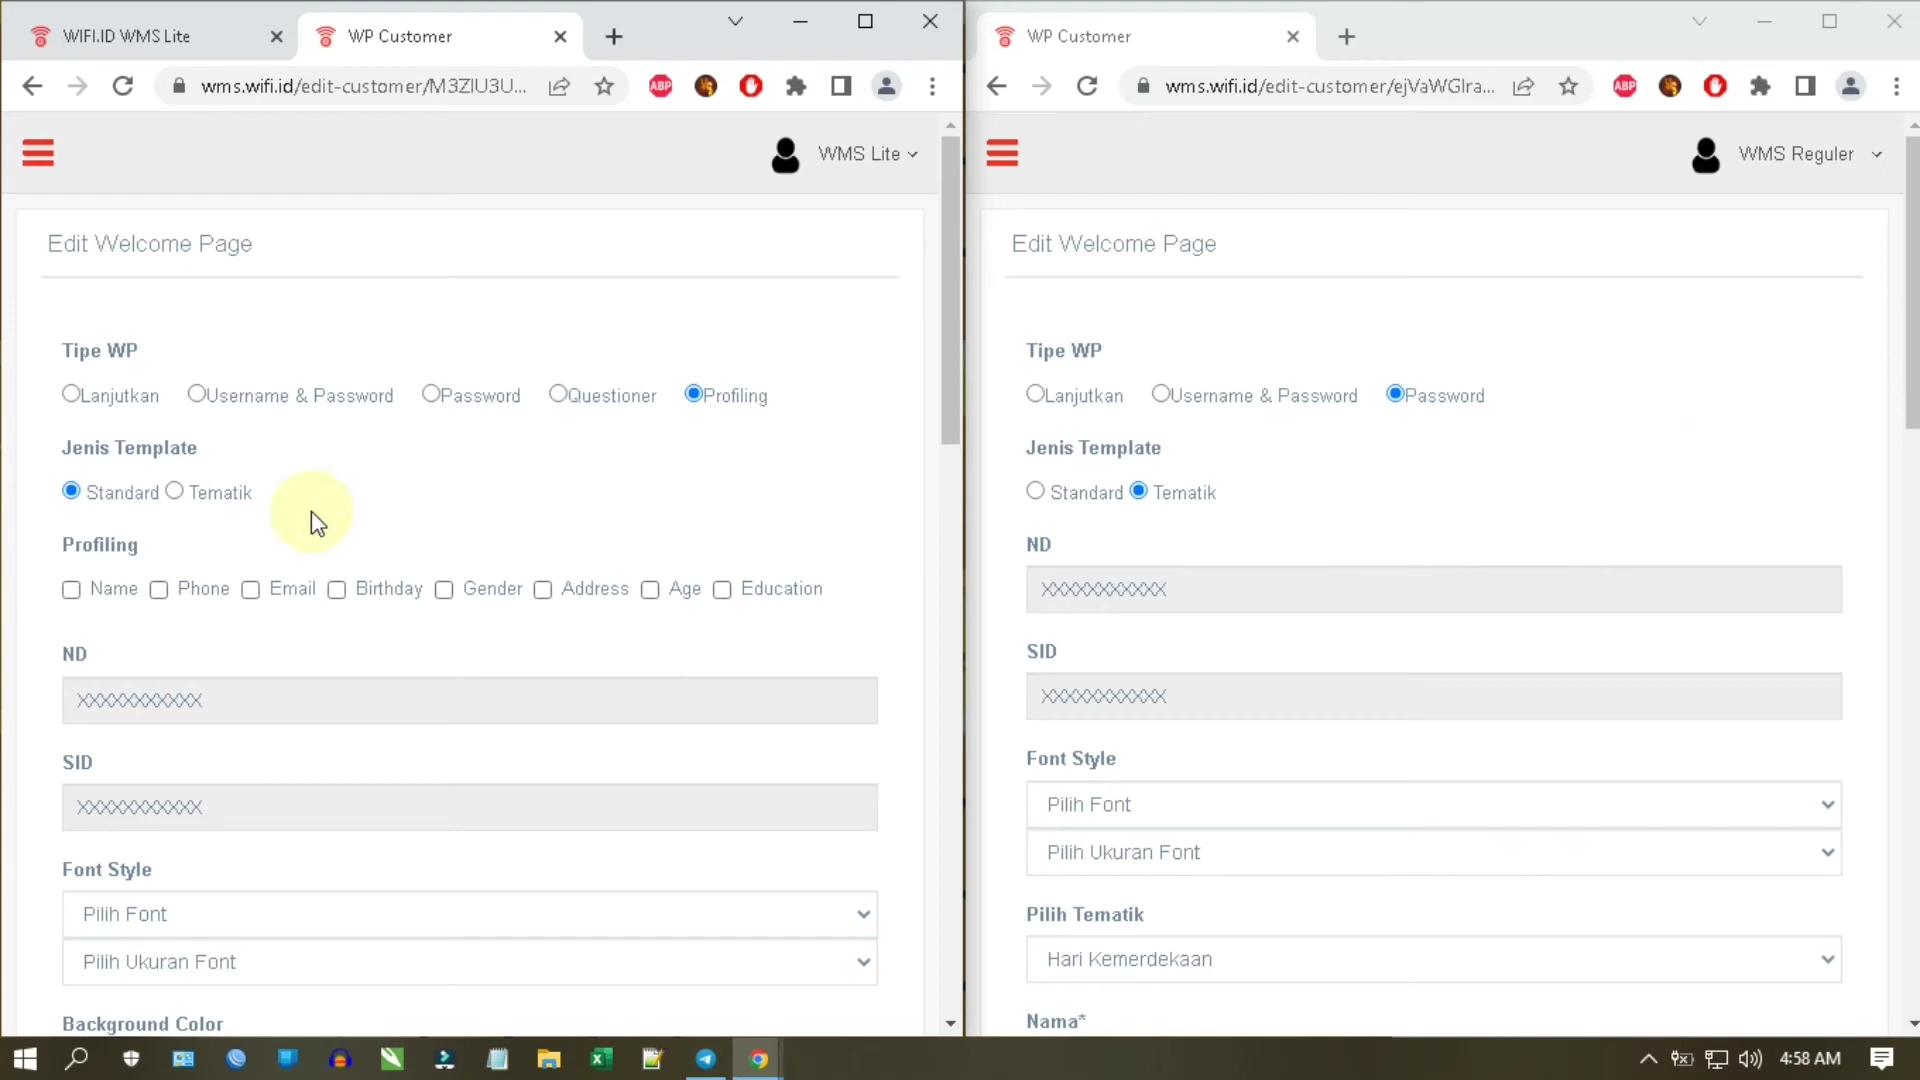 WIFI.ID WMS Lite
WP Customer
wms.wifi.id/edit-customer/M3ZIU3U...
ABP
WMS Lite
Edit Welcome Page
Tipe WP
Lanjutkan Username & Password Password Questioner Profiling
Jenis Template
Standard Tematik
Profiling
Name Phone Email Birthday Gender Address Age Education
ND
XXXXXXXXXXX
SID
XXXXXXXXXXX
Font Style
Pilih Font
Pilih Ukuran Font
Background Color
WP Customer
wms.wifi.id/edit-customer/ejVaWGlra...
ABP
WMS Reguler
Edit Welcome Page
Tipe WP
Lanjutkan Username & Password Password
Jenis Template
Standard Tematik
ND
XXXXXXXXXXX
SID
XXXXXXXXXXX
Font Style
Pilih Font
Pilih Ukuran Font
Pilih Tematik
Hari Kemerdekaan
Nama*
4:58 AM